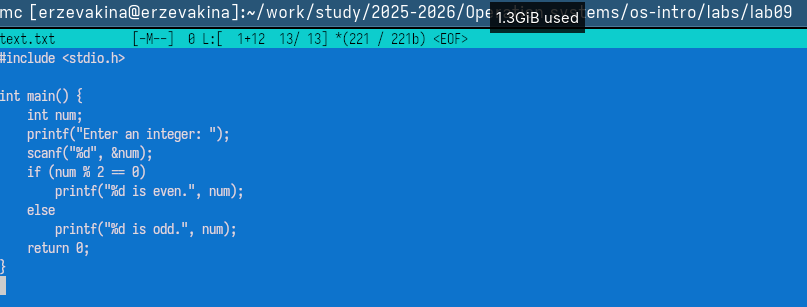 mc [erzevakina@erzevakina]:~/work/study/2025-2026/Operation systems/os-intro/labs/lab09
1.3GiB used
text.txt [-M--] 0 L:[ 1+12 13/ 13] *(221 / 221b) <EOF>
#include <stdio.h>
int main() {
    int num;
    printf("Enter an integer: ");
    scanf("%d", &num);
    if (num % 2 == 0)
        printf("%d is even.", num);
    else
        printf("%d is odd.", num);
    return 0;
}